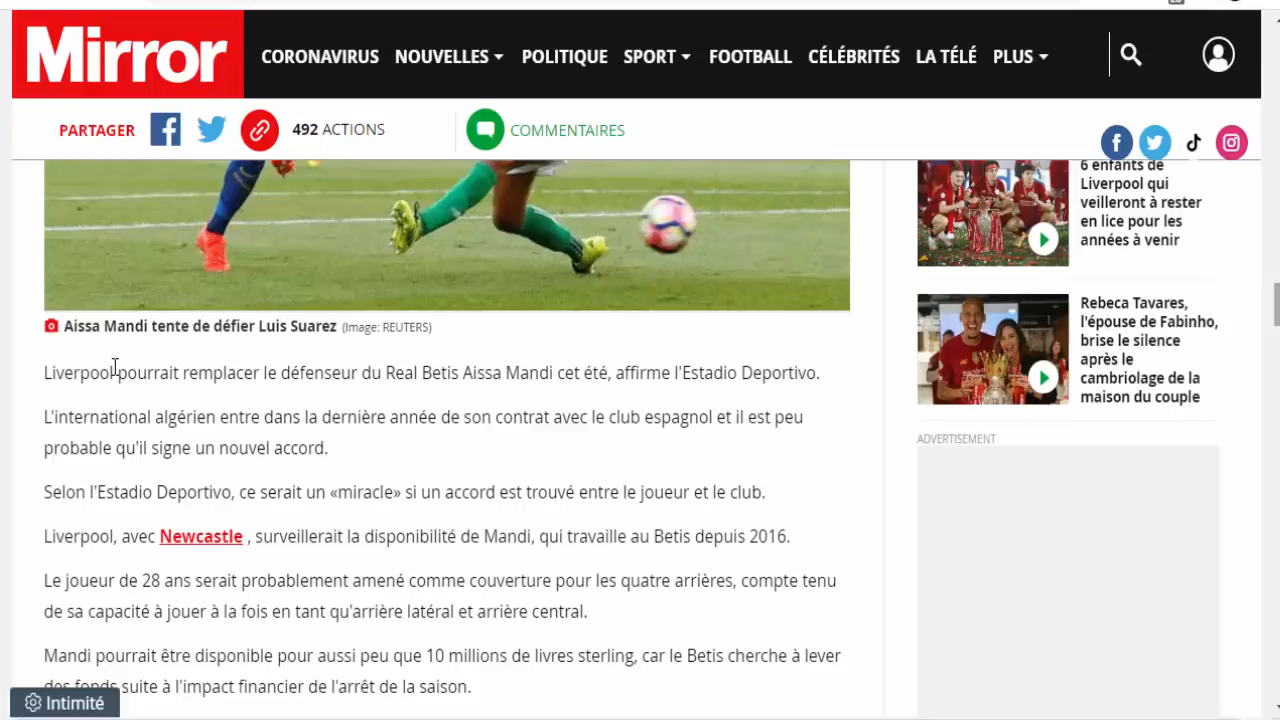 Mirror
CORONAVIRUS NOUVELLES POLITIQUE SPORT FOOTBALL CÉLÉBRITÉS LA TÉLÉ PLUS
PARTAGER 492 ACTIONS COMMENTAIRES
Aissa Mandi tente de défier Luis Suarez (Image: REUTERS)
Liverpool pourrait remplacer le défenseur du Real Betis Aissa Mandi cet été, affirme l'Estadio Deportivo.
L'international algérien entre dans la dernière année de son contrat avec le club espagnol et il est peu
probable qu'il signe un nouvel accord.
Selon l'Estadio Deportivo, ce serait un «miracle» si un accord est trouvé entre le joueur et le club.
Liverpool, avec Newcastle , surveillerait la disponibilité de Mandi, qui travaille au Betis depuis 2016.
Le joueur de 28 ans serait probablement amené comme couverture pour les quatre arrières, compte tenu
de sa capacité à jouer à la fois en tant qu'arrière latéral et arrière central.
Mandi pourrait être disponible pour aussi peu que 10 millions de livres sterling, car le Betis cherche à lever
des fonds suite à l'impact financier de l'arrêt de la saison.
Intimité
6 enfants de
Liverpool qui
veilleront à rester
en lice pour les
années à venir
Rebeca Tavares,
l'épouse de Fabinho,
brise le silence
après le
cambriolage de la
maison du couple
ADVERTISEMENT